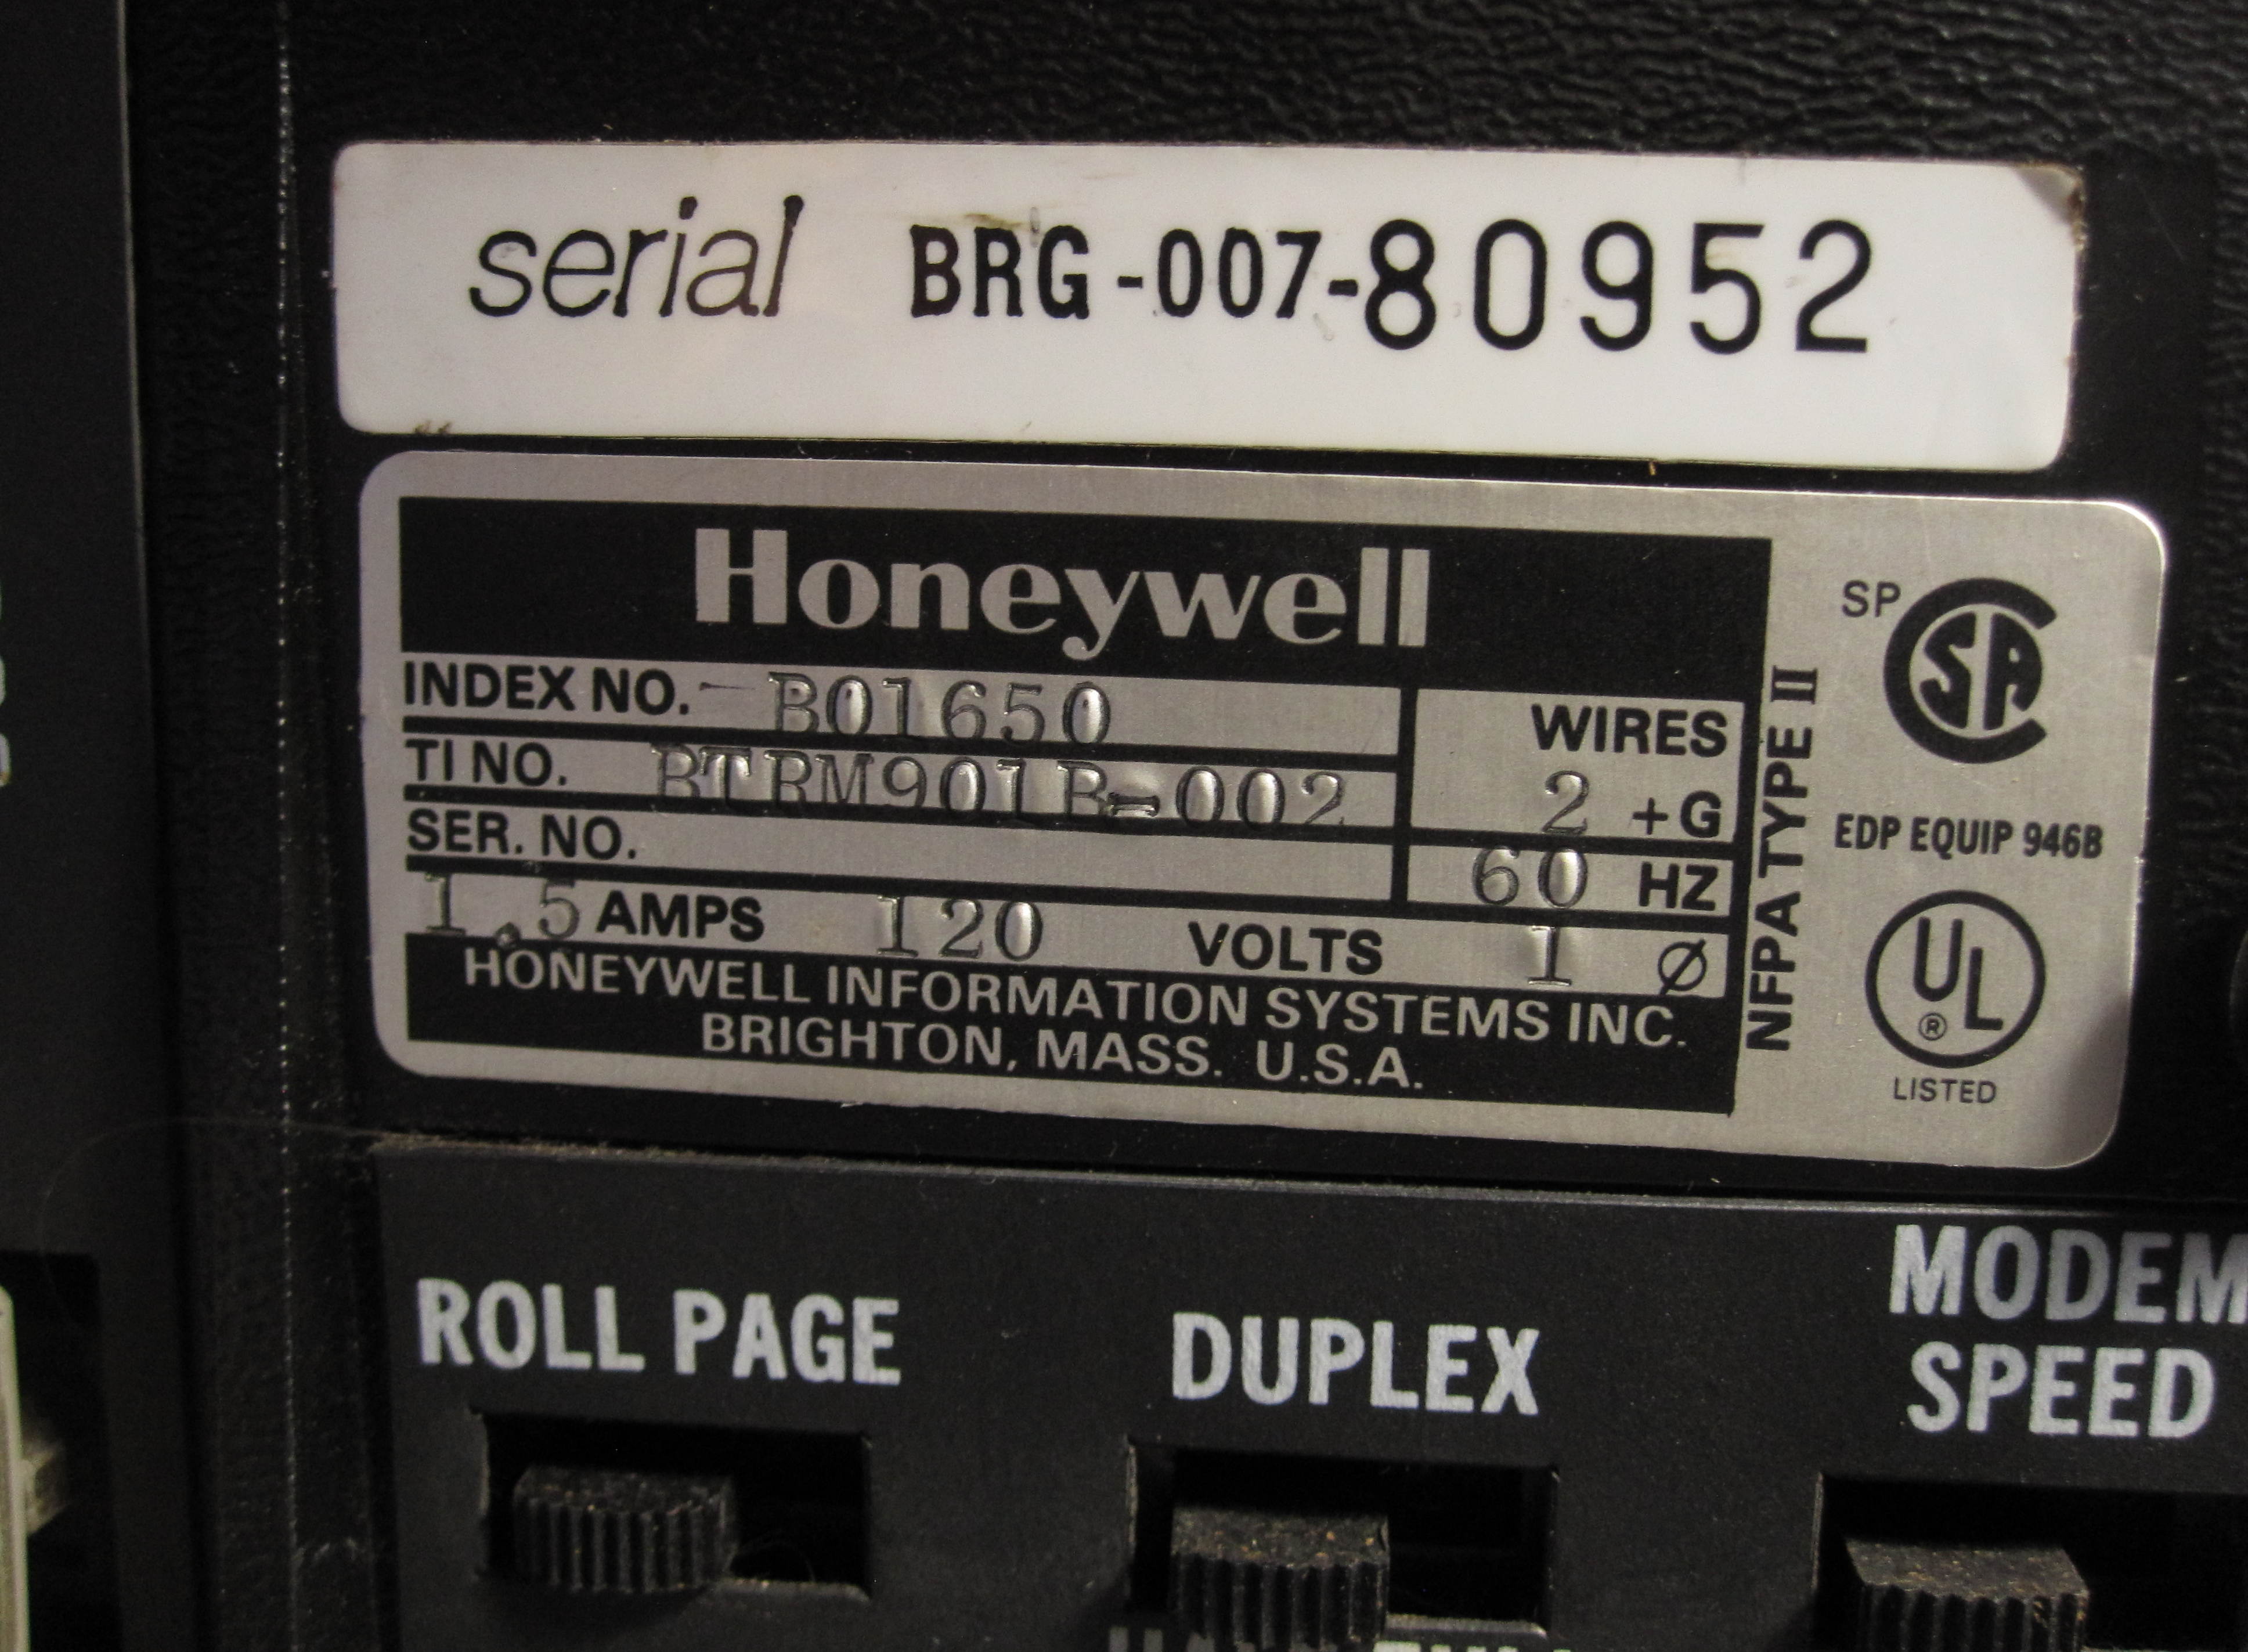 serial BRG-007-80952
Honeywell
INDEX NO. B01650
TI NO. BTRM901B-002
SER. NO.
WIRES
2 +G
60 HZ
1.5 AMPS 120 VOLTS 1 Ø
HONEYWELL INFORMATION SYSTEMS INC.
BRIGHTON, MASS. U.S.A.
NFPA TYPE II
SP CSA
EDP EQUIP 946B
UL ®
LISTED
ROLL PAGE
DUPLEX
MODEM
SPEED